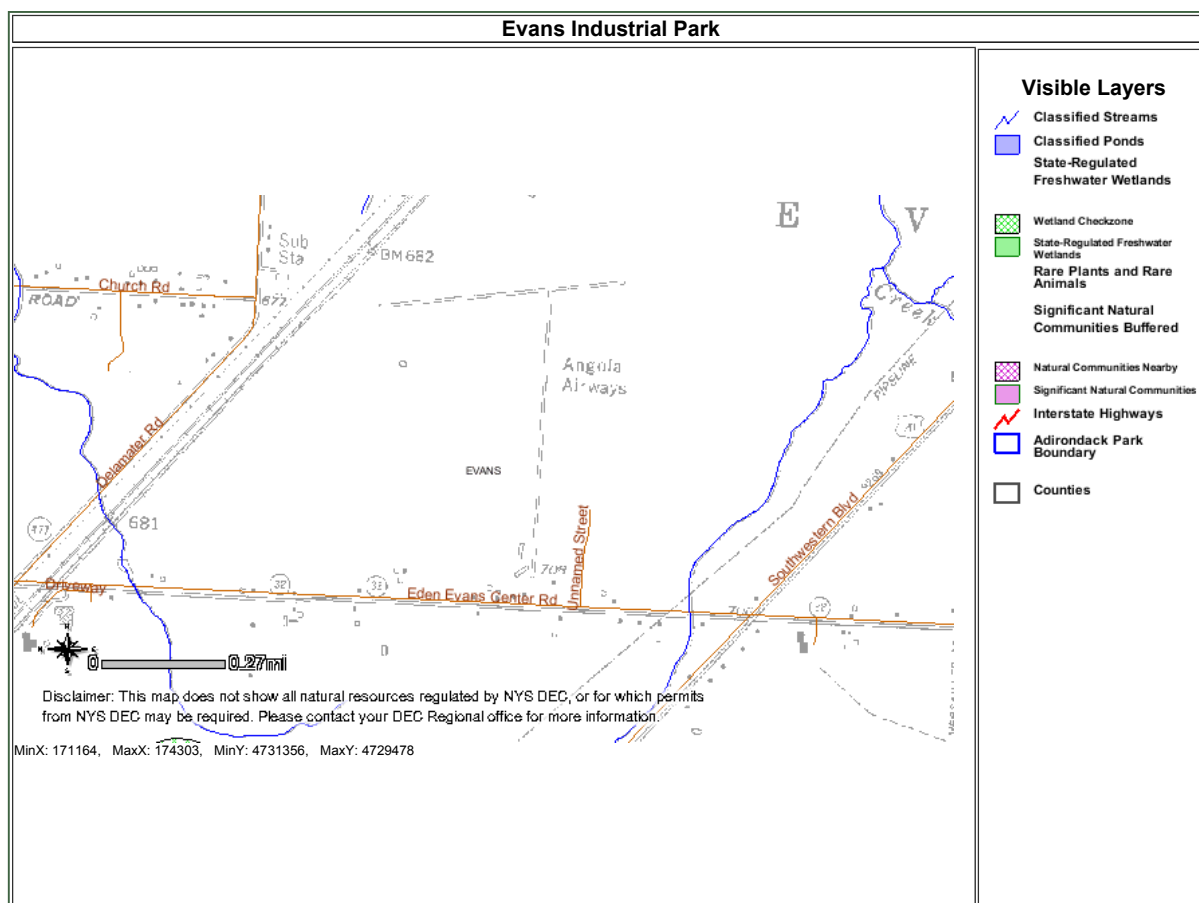 Evans Industrial Park
Visible Layers
Classified Streams
Classified Ponds
State-Regulated
Freshwater Wetlands
Wetland Checkzone
State-Regulated Freshwater
Wetlands
Rare Plants and Rare
Animals
Significant Natural
Communities Buffered
Natural Communities Nearby
Significant Natural Communities
Interstate Highways
Adirondack Park
Boundary
Counties
E V
Sub
Sta
BM 682
Church Rd
ROAD
677
Creek
Angola
Airways
PIPELINE
Delamater Rd
EVANS
681
Southwestern Blvd
Unnamed Street
709
Driveway
32
32
Eden Evans Center Rd
0 0.27mi
Disclaimer: This map does not show all natural resources regulated by NYS DEC, or for which permits
from NYS DEC may be required. Please contact your DEC Regional office for more information.
MinX: 171164, MaxX: 174303, MinY: 4731356, MaxY: 4729478